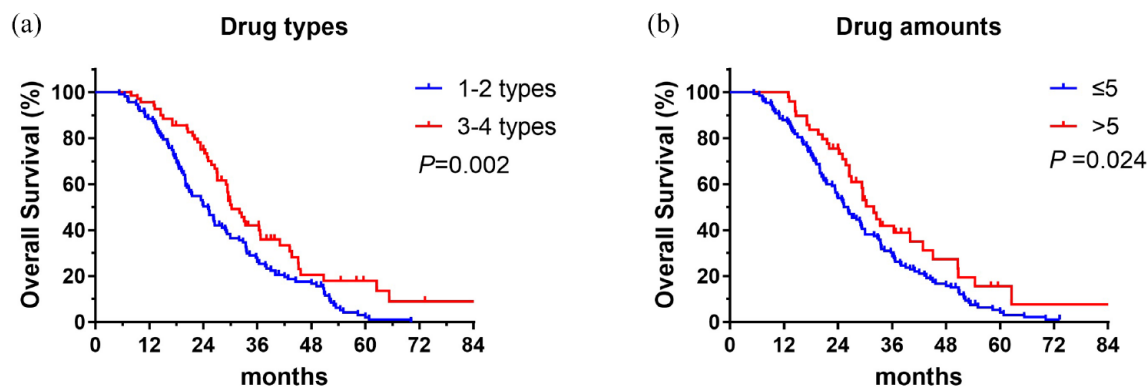 (a)
Drug types
Overall Survival (%)
100
80
60
40
20
0
0 12 24 36 48 60 72 84
months
1-2 types
3-4 types
P=0.002
(b)
Drug amounts
Overall Survival (%)
100
80
60
40
20
0
0 12 24 36 48 60 72 84
months
≤5
>5
P =0.024